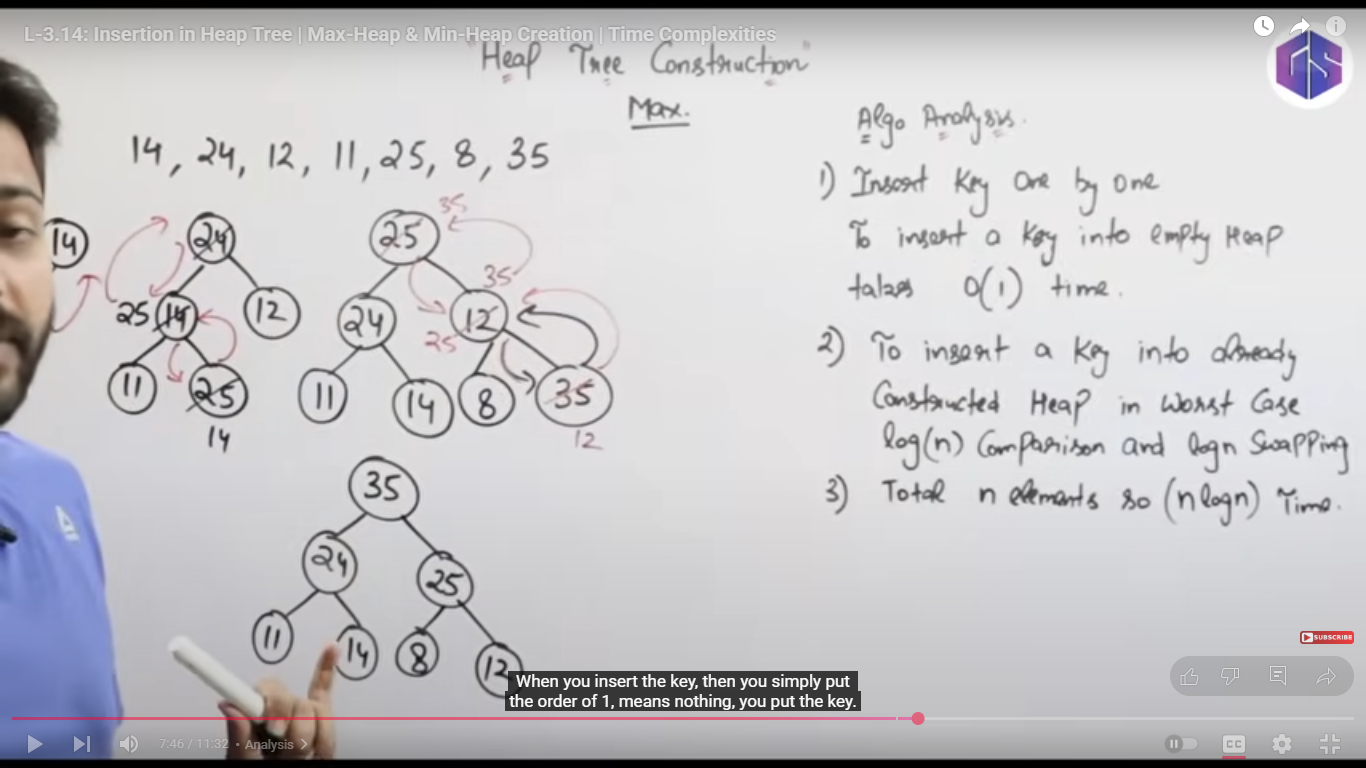 L-3.14: Insertion in Heap Tree | Max-Heap & Min-Heap Creation | Time Complexities
"Heap Tree Construction"
Max.
14, 24, 12, 11, 25, 8, 35
14
24
25 14 12
11 25
14
35
25
35
24 12
25
11 14 8 35
12
35
24 25
11 14 8 12
Algo Analysis.
1) Insert Key One by One
To insert a Key into empty Heap
takes O(1) time.
2) To insert a Key into already
Constructed Heap in Worst Case
log(n) Comparison and logn Swapping
3) Total n elements so (nlogn) Time.
GS
SUBSCRIBE
When you insert the key, then you simply put
the order of 1, means nothing, you put the key.
7:46 / 11:32 • Analysis
CC